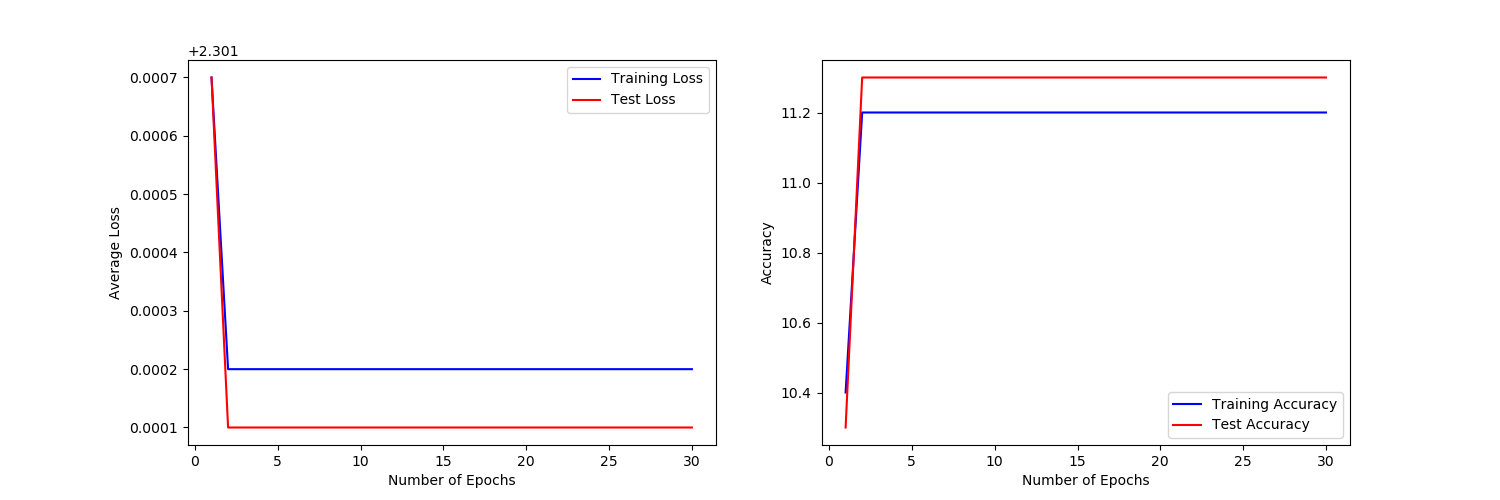 +2.301
0.0007
0.0006
0.0005
0.0004
0.0003
0.0002
0.0001
Average Loss
0 5 10 15 20 25 30
Number of Epochs
Training Loss
Test Loss
11.2
11.0
10.8
10.6
10.4
Accuracy
0 5 10 15 20 25 30
Number of Epochs
Training Accuracy
Test Accuracy